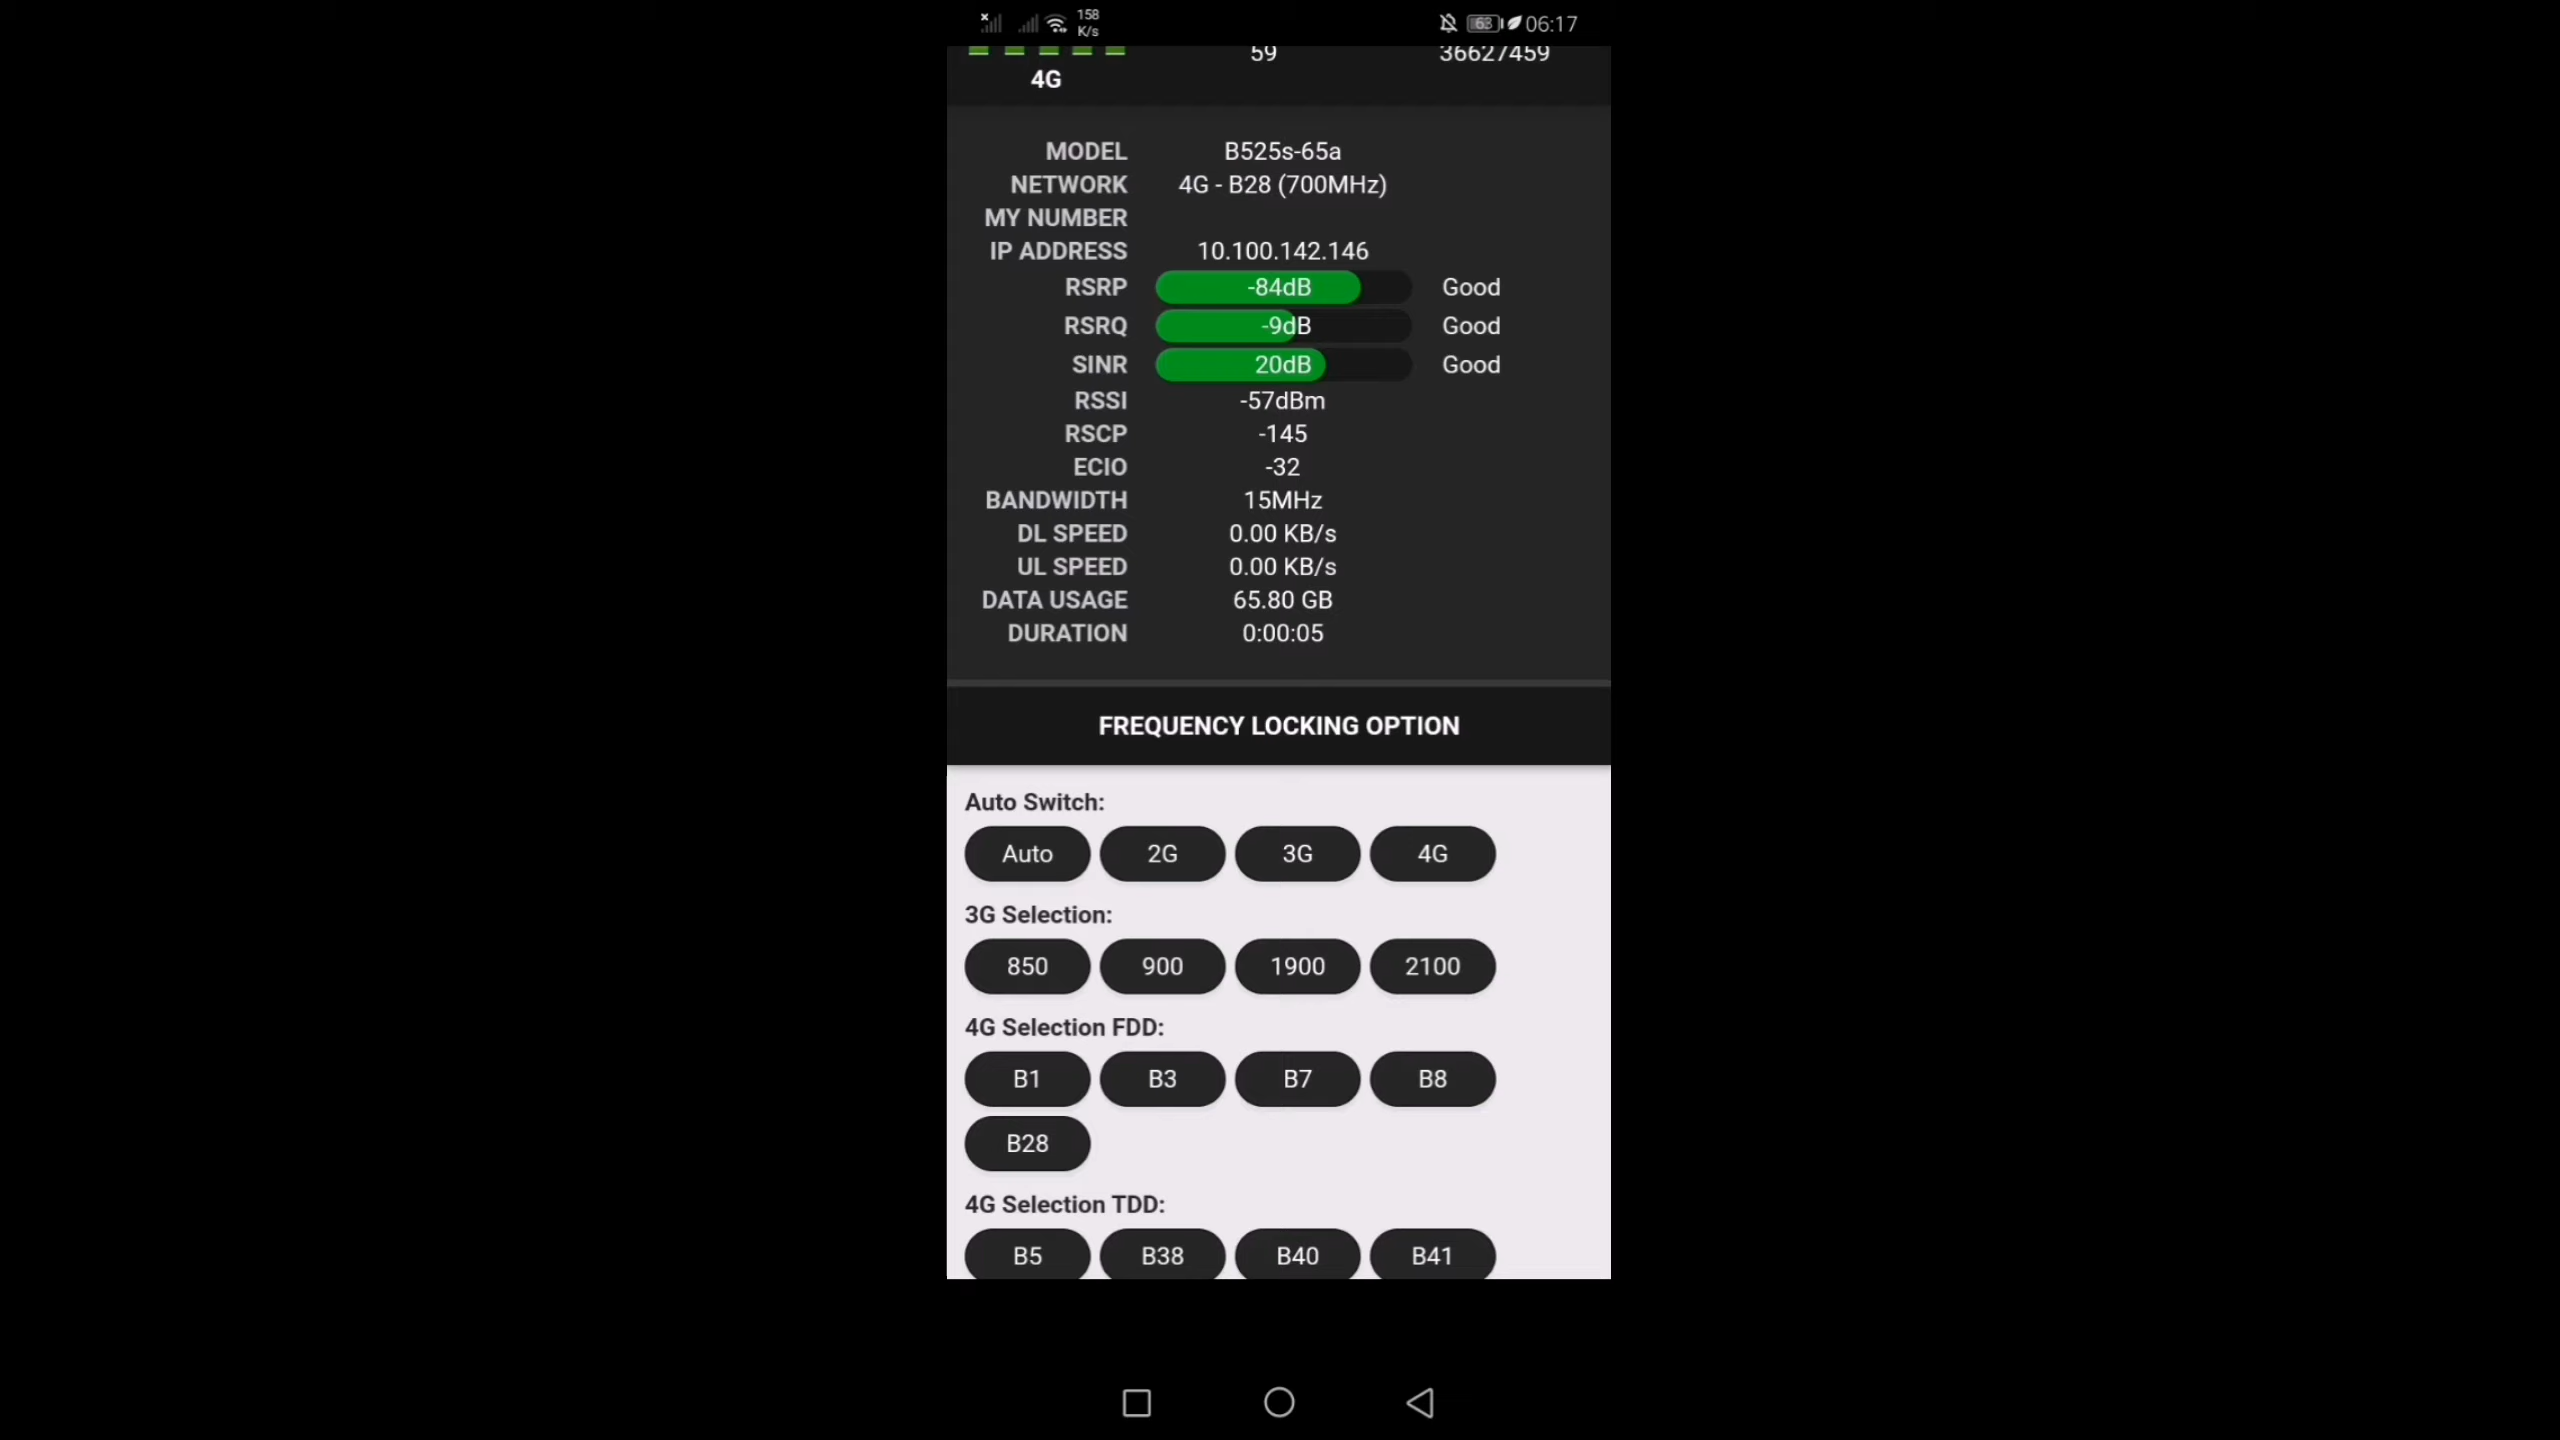 158
K/s
63
06:17
59
36627459
4G
MODEL B525s-65a
NETWORK 4G - B28 (700MHz)
MY NUMBER
IP ADDRESS 10.100.142.146
RSRP -84dB Good
RSRQ -9dB Good
SINR 20dB Good
RSSI -57dBm
RSCP -145
ECIO -32
BANDWIDTH 15MHz
DL SPEED 0.00 KB/s
UL SPEED 0.00 KB/s
DATA USAGE 65.80 GB
DURATION 0:00:05
FREQUENCY LOCKING OPTION
Auto Switch:
Auto 2G 3G 4G
3G Selection:
850 900 1900 2100
4G Selection FDD:
B1 B3 B7 B8
B28
4G Selection TDD:
B5 B38 B40 B41